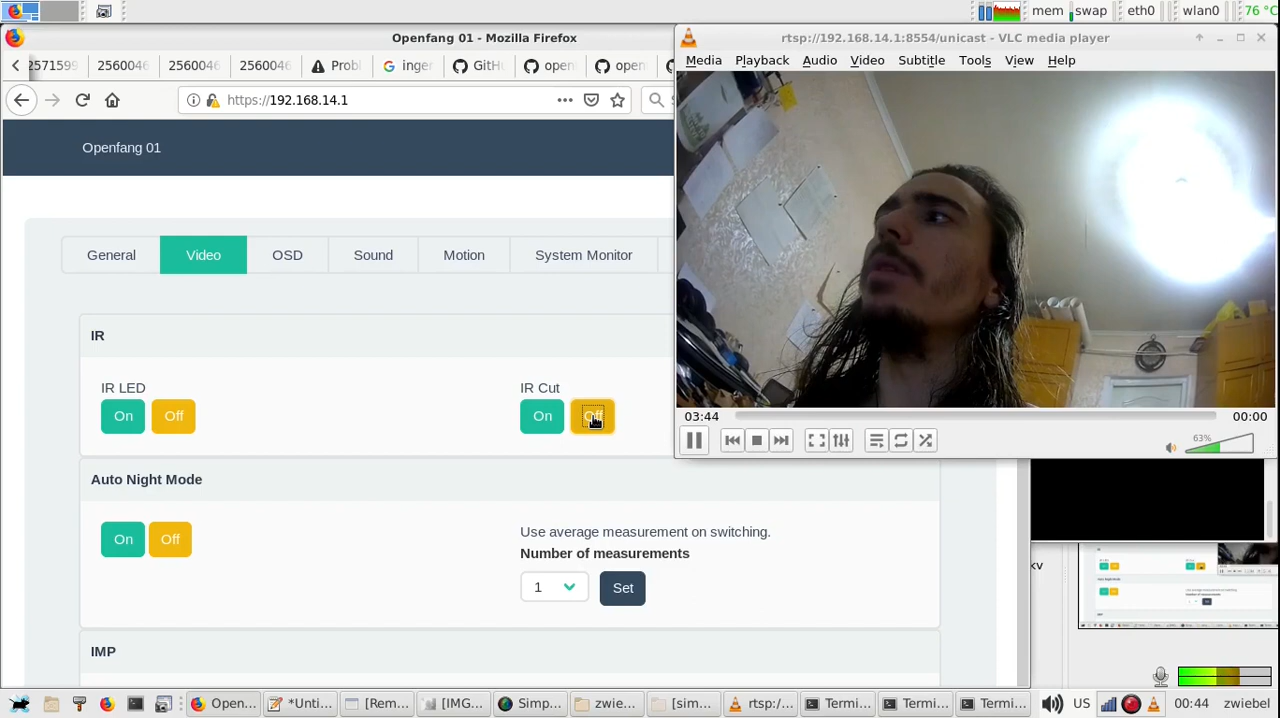 mem swap eth0 wlan0 76 °C
Openfang 01 - Mozilla Firefox
rtsp://192.168.14.1:8554/unicast - VLC media player
2571599 2560046 2560046 2560046 Probl inger GitHu open open
Media Playback Audio Video Subtitle Tools View Help
https://192.168.14.1
Openfang 01
General Video OSD Sound Motion System Monitor
IR
IR LED IR Cut
On Off On Off
03:44 00:00
63%
Auto Night Mode
On Off
Use average measurement on switching.
Number of measurements
1 Set
kv
IMP
Open... *Unti... [Rem... [IMG... Simp... zwie... [sim... rtsp:/... Termi... Termi... Termi... US 00:44 zwiebel